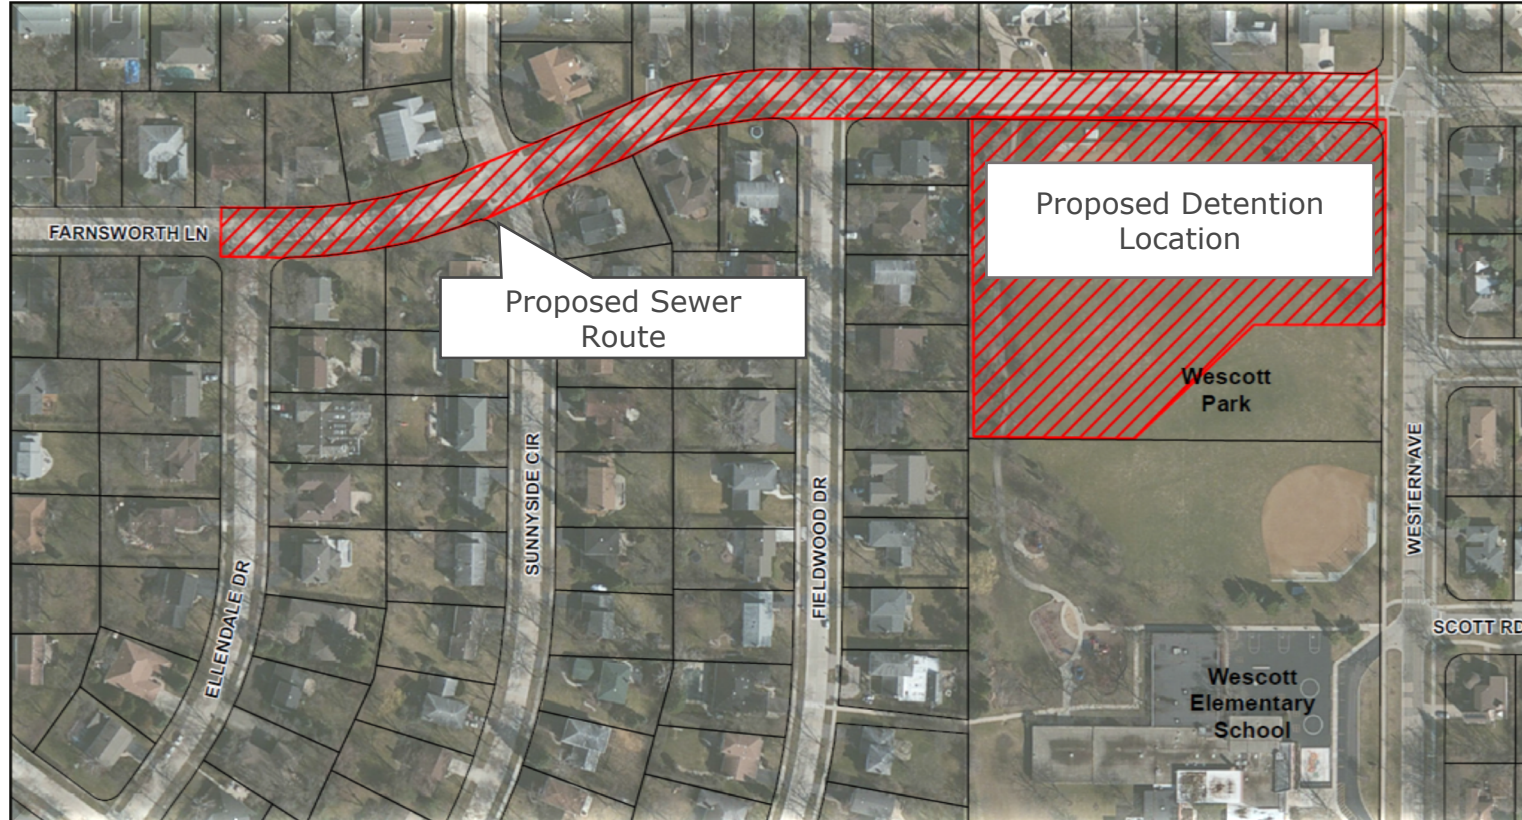 Proposed Detention
Location
FARNSWORTH LN
Proposed Sewer
Route
Wescott
Park
SUNNYSIDE CIR
FIELDWOOD DR
WESTERN AVE
ELLENDALE DR
SCOTT RD
Wescott
Elementary
School